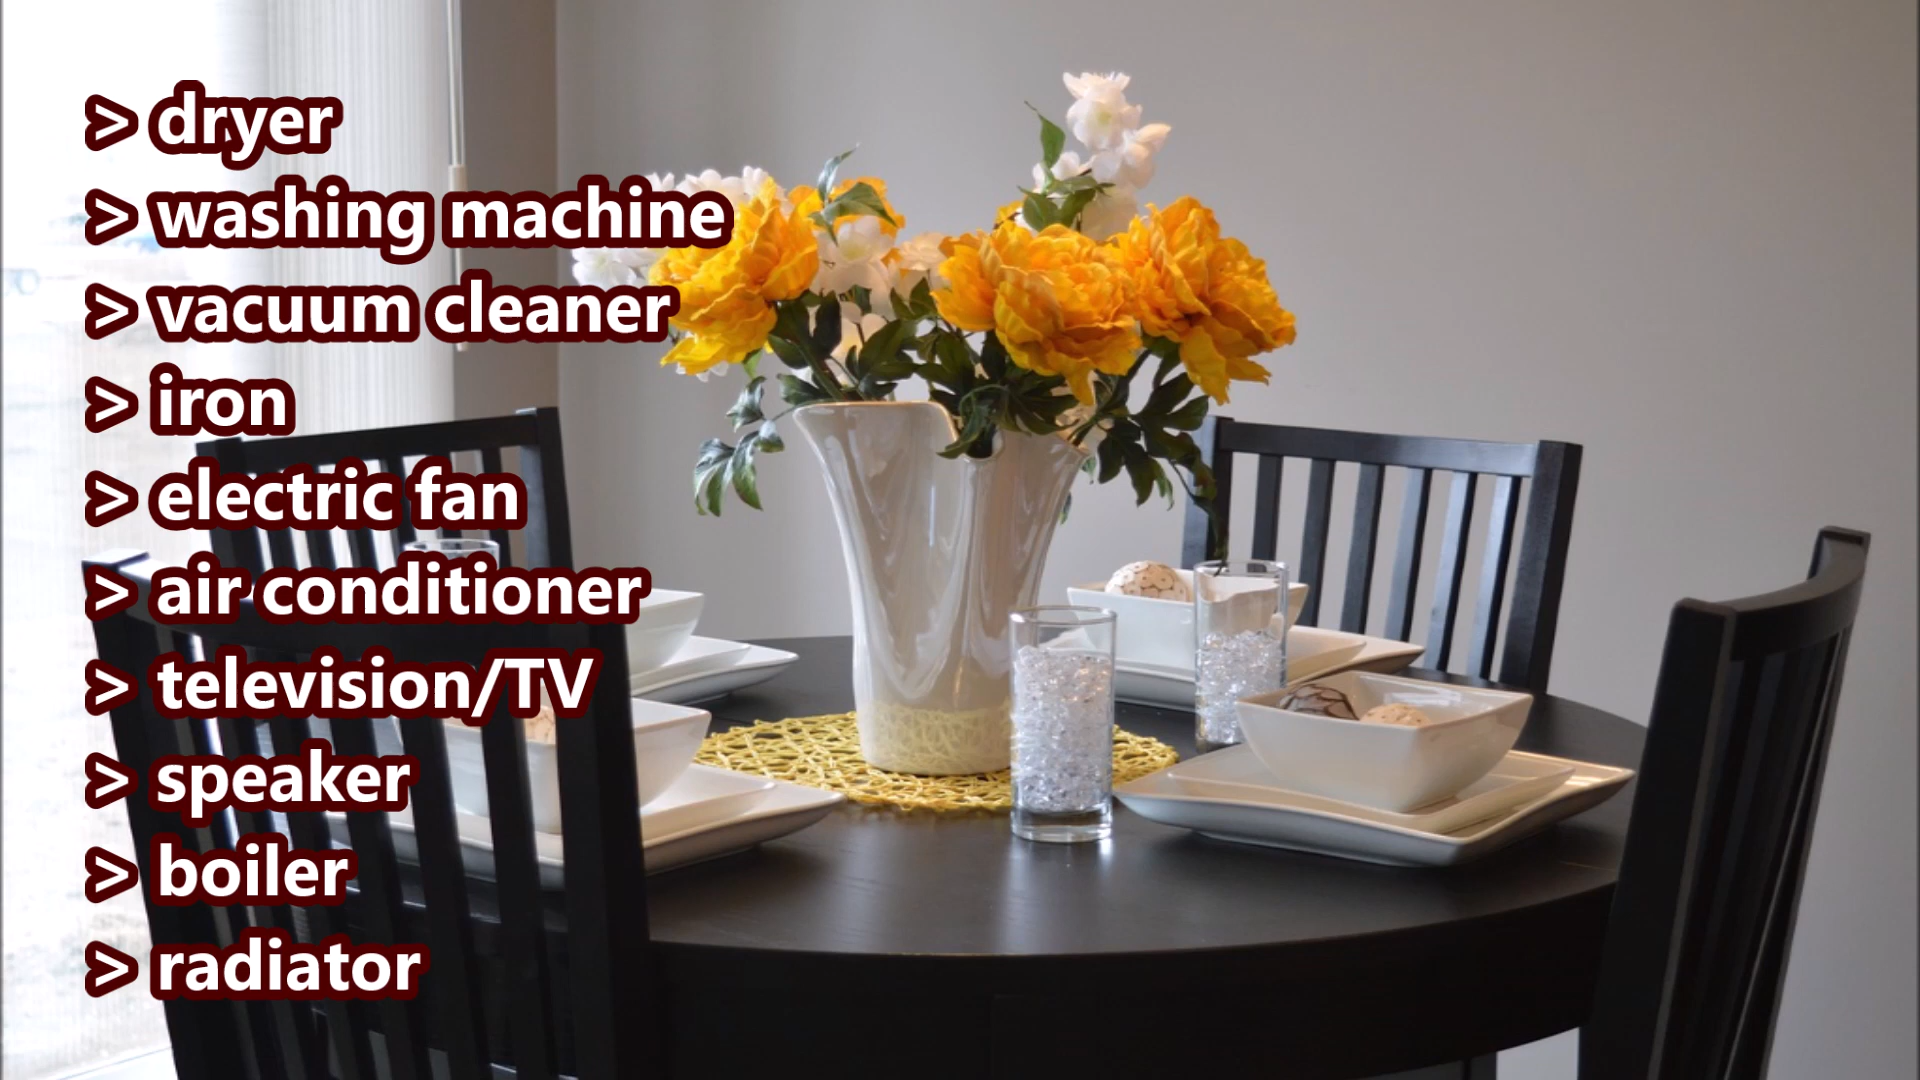 > dryer
> washing machine
> vacuum cleaner
> iron
> electric fan
> air conditioner
> television/TV
> speaker
> boiler
> radiator